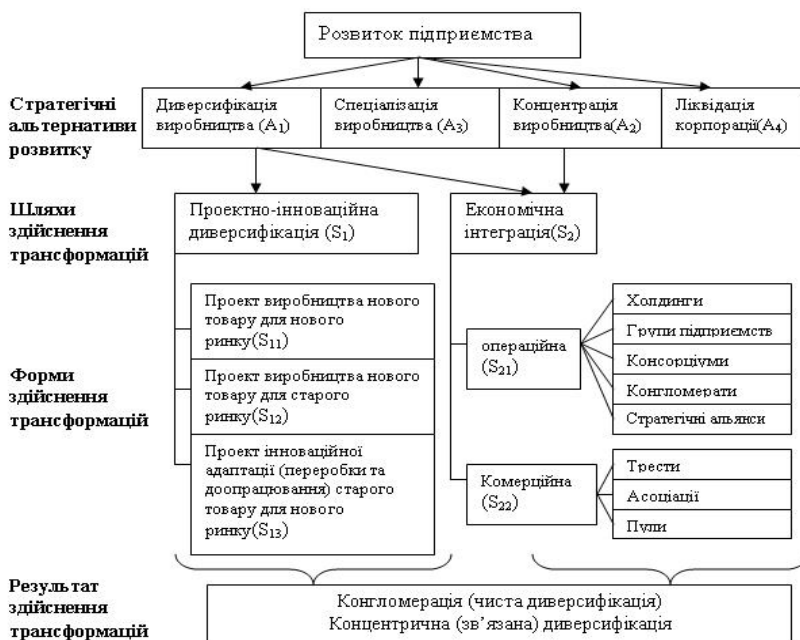 Розвиток підприємства
Стратегічні
альтернативи
розвитку
Диверсифікація
виробництва (А1)
Спеціалізація
виробництва (А3)
Концентрація
виробництва(А2)
Ліквідація
корпорації(А4)
Шляхи
здійснення
трансформацій
Проектно-інноваційна
диверсифікація (S1)
Економічна
інтеграція(S2)
Форми
здійснення
трансформацій
Проект виробництва нового
товару для нового
ринку(S11)
Проект виробництва нового
товару для старого
ринку(S12)
Проект інноваційної
адаптації (переробки та
доопрацювання) старого
товару для нового
ринку(S13)
операційна
(S21)
Холдинги
Групи підприємств
Консорціуми
Конгломерати
Стратегічні альянси
Комерційна
(S22)
Трести
Асоціації
Пули
Результат
здійснення
трансформацій
Конгломерація (чиста диверсифікація)
Концентрична (зв’язана) диверсифікація